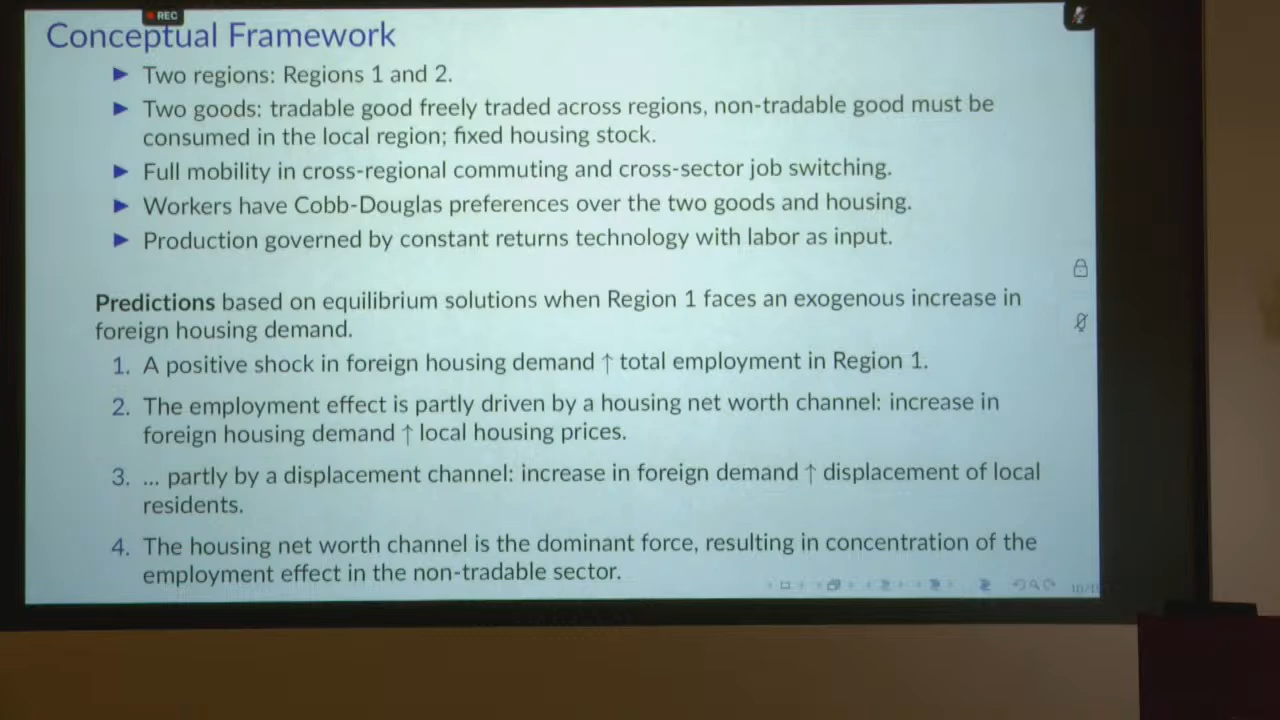 REC
Conceptual Framework
▶ Two regions: Regions 1 and 2.
▶ Two goods: tradable good freely traded across regions, non-tradable good must be
consumed in the local region; fixed housing stock.
▶ Full mobility in cross-regional commuting and cross-sector job switching.
▶ Workers have Cobb-Douglas preferences over the two goods and housing.
▶ Production governed by constant returns technology with labor as input.
Predictions based on equilibrium solutions when Region 1 faces an exogenous increase in
foreign housing demand.
1. A positive shock in foreign housing demand ↑ total employment in Region 1.
2. The employment effect is partly driven by a housing net worth channel: increase in
foreign housing demand ↑ local housing prices.
3. ... partly by a displacement channel: increase in foreign demand ↑ displacement of local
residents.
4. The housing net worth channel is the dominant force, resulting in concentration of the
employment effect in the non-tradable sector.